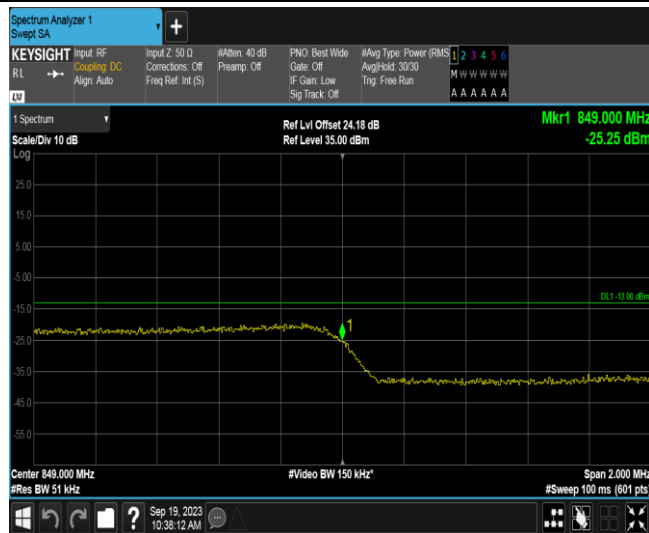 Spectrum Analyzer 1
Swept SA
+
KEYSIGHT Input: RF Input Z: 50 Ω #Atten: 40 dB PNO: Best Wide #Avg Type: Power (RMS 1 2 3 4 5 6
RL Coupling: DC Corrections: Off Preamp: Off Gate: Off Avg|Hold: 30/30 M W W W W W
Align: Auto Freq Ref: Int (S) IF Gain: Low Trig: Free Run
Sig Track: Off A A A A A A
LXI
1 Spectrum
Scale/Div 10 dB
Ref Lvl Offset 24.18 dB
Ref Level 35.00 dBm
Mkr1 849.000 MHz
-25.25 dBm
Log
25.0
15.0
5.00
-5.00
DL1 -13.00 dBm
-15.0
1
-25.0
-35.0
-45.0
-55.0
Center 849.000 MHz #Video BW 150 kHz* Span 2.000 MHz
#Res BW 51 kHz #Sweep 100 ms (601 pts)
? Sep 19, 2023
10:38:12 AM